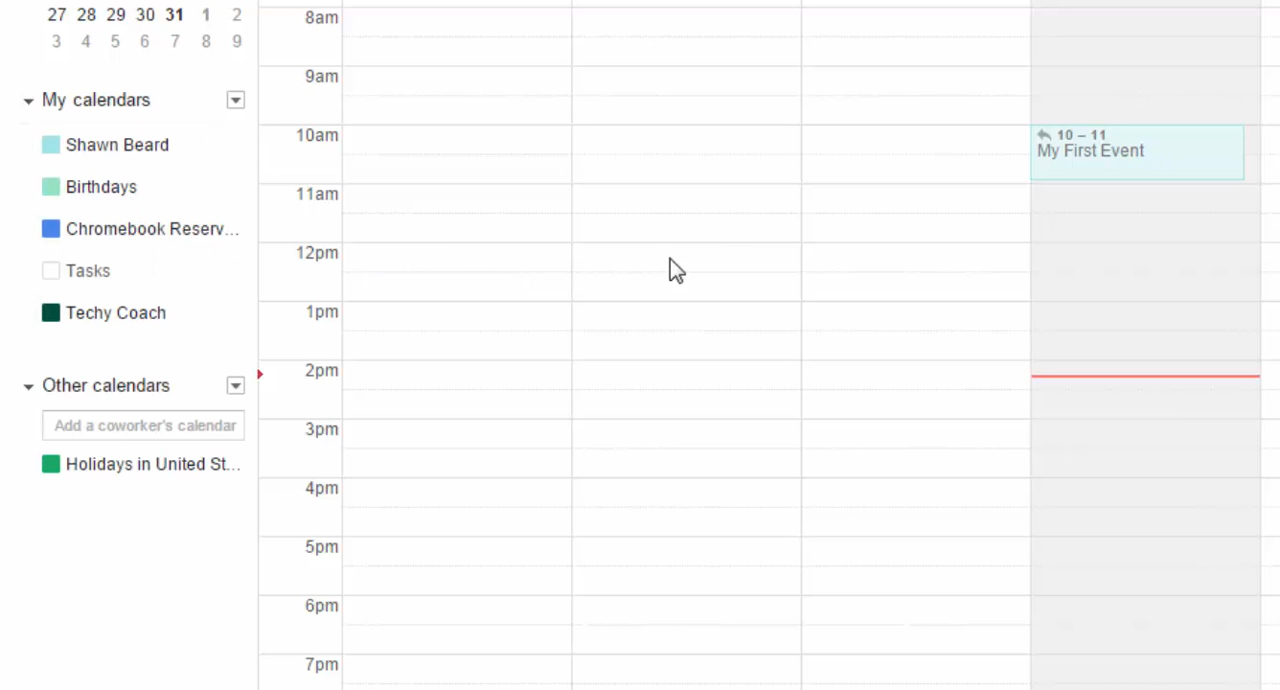 27 28 29 30 31 1 2
3 4 5 6 7 8 9
My calendars
Shawn Beard
Birthdays
Chromebook Reserv...
Tasks
Techy Coach
Other calendars
Add a coworker's calendar
Holidays in United St...
8am
9am
10am
11am
12pm
1pm
2pm
3pm
4pm
5pm
6pm
7pm
10 – 11
My First Event